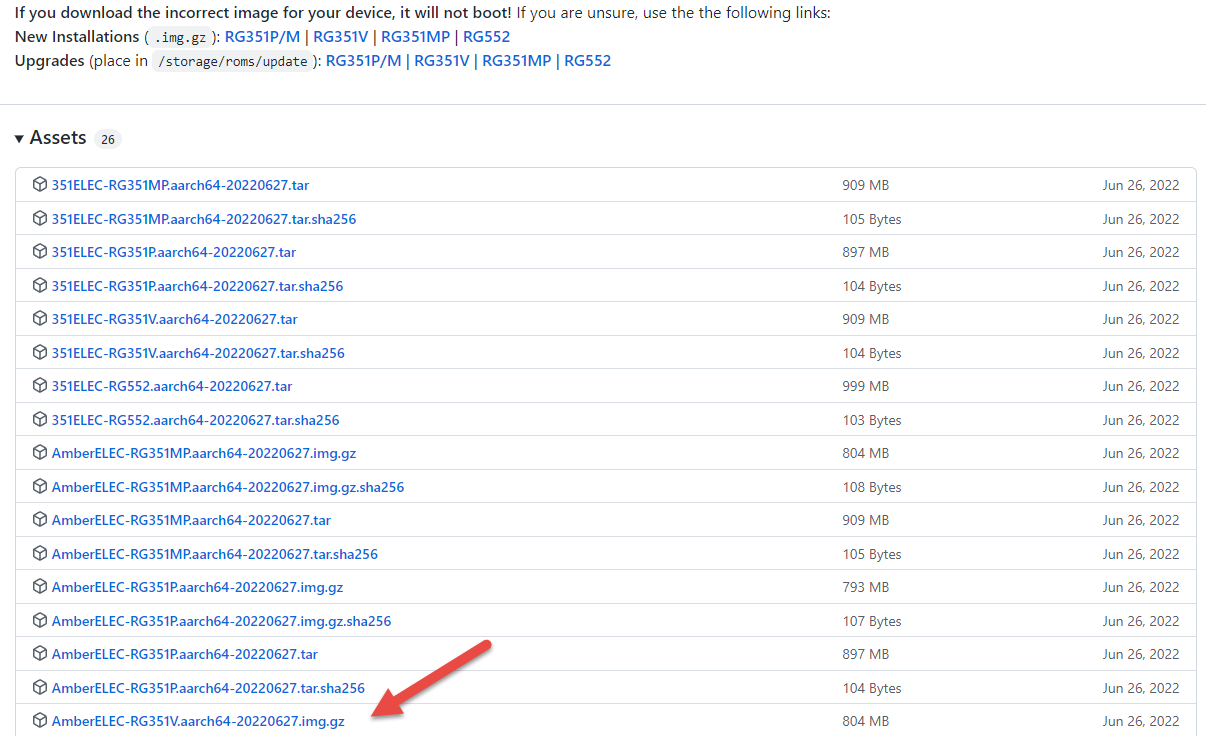 If you download the incorrect image for your device, it will not boot! If you are unsure, use the the following links:
New Installations ( .img.gz ): RG351P/M | RG351V | RG351MP | RG552
Upgrades (place in /storage/roms/update ): RG351P/M | RG351V | RG351MP | RG552
Assets 26
351ELEC-RG351MP.aarch64-20220627.tar 909 MB Jun 26, 2022
351ELEC-RG351MP.aarch64-20220627.tar.sha256 105 Bytes Jun 26, 2022
351ELEC-RG351P.aarch64-20220627.tar 897 MB Jun 26, 2022
351ELEC-RG351P.aarch64-20220627.tar.sha256 104 Bytes Jun 26, 2022
351ELEC-RG351V.aarch64-20220627.tar 909 MB Jun 26, 2022
351ELEC-RG351V.aarch64-20220627.tar.sha256 104 Bytes Jun 26, 2022
351ELEC-RG552.aarch64-20220627.tar 999 MB Jun 26, 2022
351ELEC-RG552.aarch64-20220627.tar.sha256 103 Bytes Jun 26, 2022
AmberELEC-RG351MP.aarch64-20220627.img.gz 804 MB Jun 26, 2022
AmberELEC-RG351MP.aarch64-20220627.img.gz.sha256 108 Bytes Jun 26, 2022
AmberELEC-RG351MP.aarch64-20220627.tar 909 MB Jun 26, 2022
AmberELEC-RG351MP.aarch64-20220627.tar.sha256 105 Bytes Jun 26, 2022
AmberELEC-RG351P.aarch64-20220627.img.gz 793 MB Jun 26, 2022
AmberELEC-RG351P.aarch64-20220627.img.gz.sha256 107 Bytes Jun 26, 2022
AmberELEC-RG351P.aarch64-20220627.tar 897 MB Jun 26, 2022
AmberELEC-RG351P.aarch64-20220627.tar.sha256 104 Bytes Jun 26, 2022
AmberELEC-RG351V.aarch64-20220627.img.gz 804 MB Jun 26, 2022